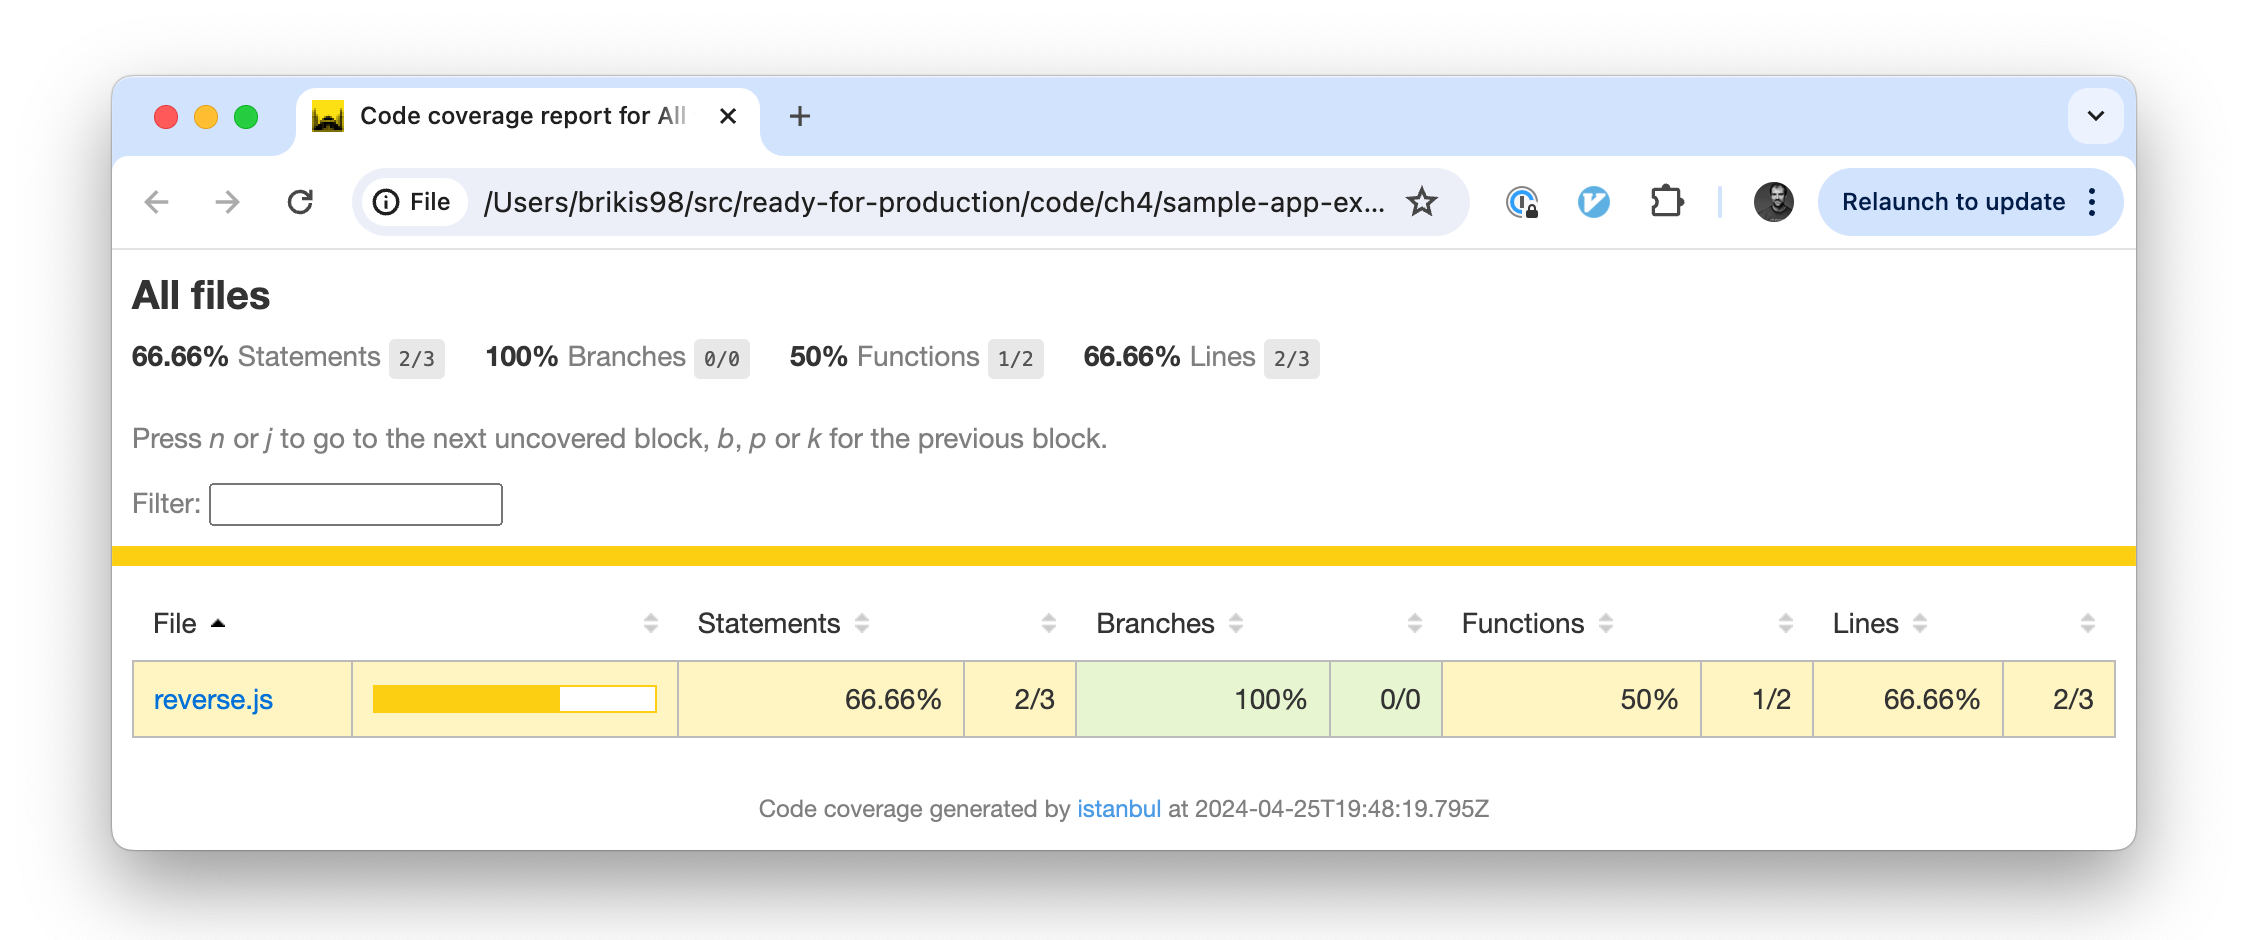 Code coverage report for All
File /Users/brikis98/src/ready-for-production/code/ch4/sample-app-ex... Relaunch to update
All files
66.66% Statements 2/3 100% Branches 0/0 50% Functions 1/2 66.66% Lines 2/3
Press n or j to go to the next uncovered block, b, p or k for the previous block.
Filter:
File Statements Branches Functions Lines
reverse.js 66.66% 2/3 100% 0/0 50% 1/2 66.66% 2/3
Code coverage generated by istanbul at 2024-04-25T19:48:19.795Z